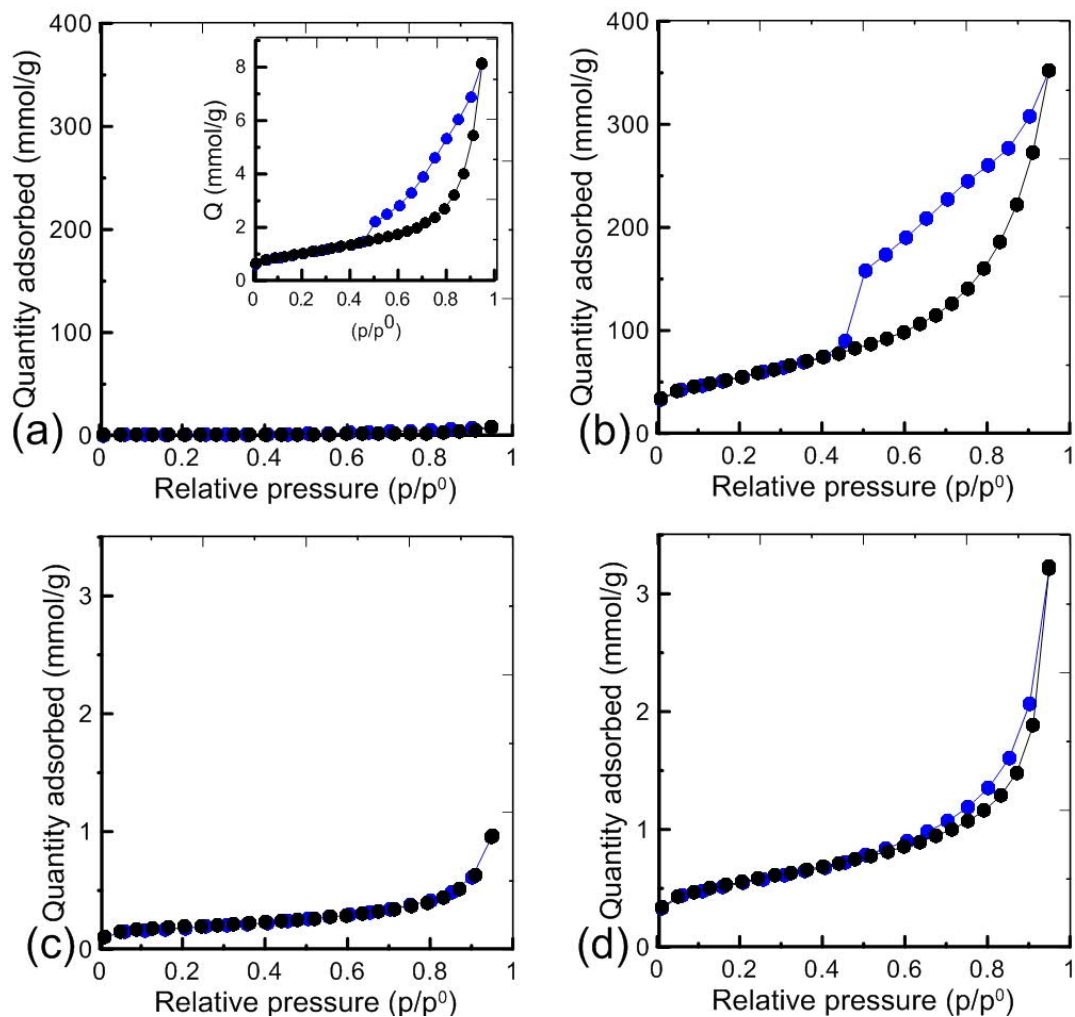 400
300
200
100
0
Quantity adsorbed (mmol/g)
8
6
4
2
0
Q (mmol/g)
0 0.2 0.4 0.6 0.8 1
(p/p⁰)
(a)
0 0.2 0.4 0.6 0.8 1
Relative pressure (p/p⁰)
400
300
200
100
0
Quantity adsorbed (mmol/g)
(b)
0 0.2 0.4 0.6 0.8 1
Relative pressure (p/p⁰)
3
2
1
0
Quantity adsorbed (mmol/g)
(c)
0 0.2 0.4 0.6 0.8 1
Relative pressure (p/p⁰)
3
2
1
0
Quantity adsorbed (mmol/g)
(d)
0 0.2 0.4 0.6 0.8 1
Relative pressure (p/p⁰)